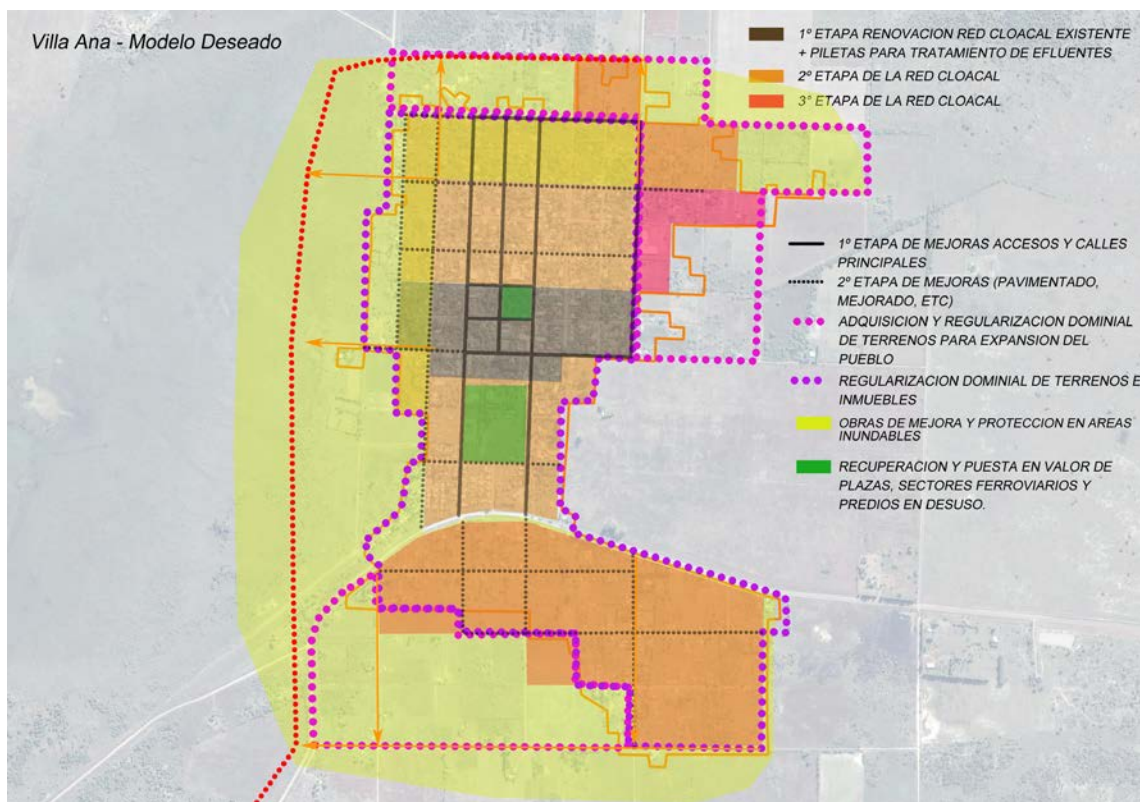 Villa Ana - Modelo Deseado
1º ETAPA RENOVACION RED CLOACAL EXISTENTE
+ PILETAS PARA TRATAMIENTO DE EFLUENTES
2º ETAPA DE LA RED CLOACAL
3° ETAPA DE LA RED CLOACAL
1º ETAPA DE MEJORAS ACCESOS Y CALLES
PRINCIPALES
2º ETAPA DE MEJORAS (PAVIMENTADO,
MEJORADO, ETC)
ADQUISICION Y REGULARIZACION DOMINIAL
DE TERRENOS PARA EXPANSION DEL
PUEBLO
REGULARIZACION DOMINIAL DE TERRENOS E
INMUEBLES
OBRAS DE MEJORA Y PROTECCION EN AREAS
INUNDABLES
RECUPERACION Y PUESTA EN VALOR DE
PLAZAS, SECTORES FERROVIARIOS Y
PREDIOS EN DESUSO.